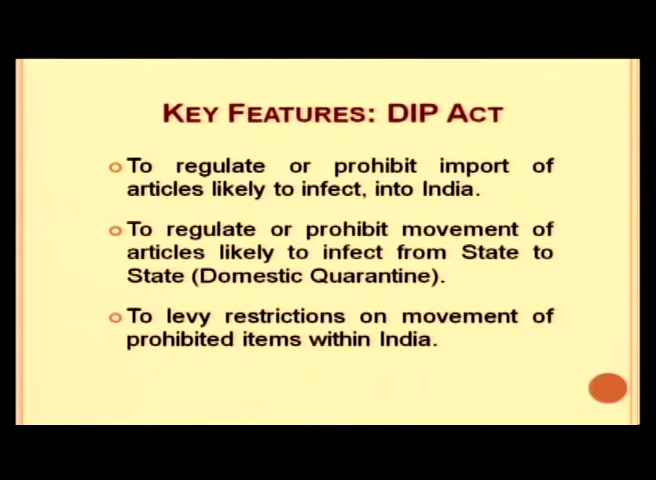 KEY FEATURES: DIP ACT
To regulate or prohibit import of
articles likely to infect, into India.
To regulate or prohibit movement of
articles likely to infect from State to
State (Domestic Quarantine).
To levy restrictions on movement of
prohibited items within India.